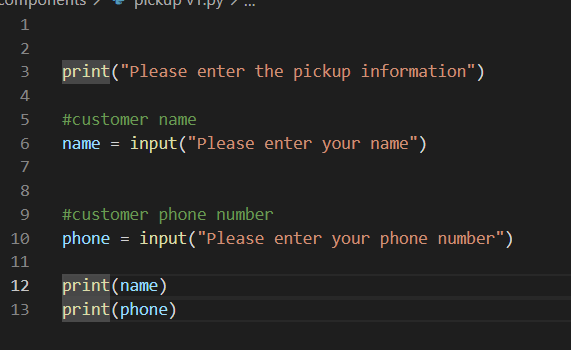 components > pickup v1.py > ...
1
2
3 print("Please enter the pickup information")
4
5 #customer name
6 name = input("Please enter your name")
7
8
9 #customer phone number
10 phone = input("Please enter your phone number")
11
12 print(name)
13 print(phone)